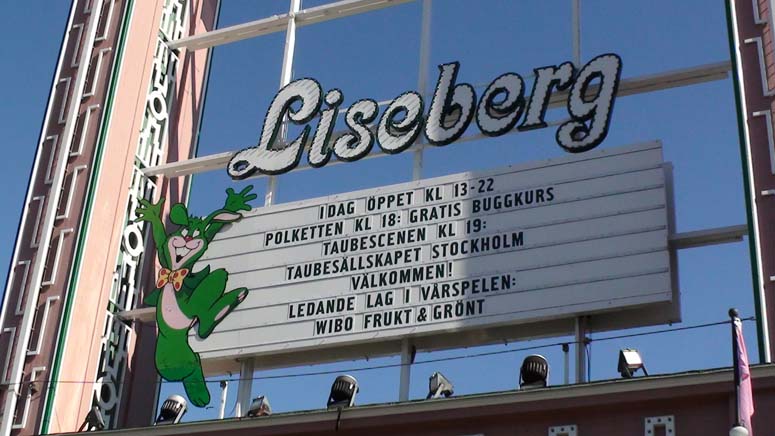 Liseberg
IDAG ÖPPET KL 13-22
POLKETTEN KL 18: GRATIS BUGGKURS
TAUBESCENEN KL 19:
TAUBESÄLLSKAPET STOCKHOLM
VÄLKOMMEN!
LEDANDE LAG I VÅRSPELEN:
WIBO FRUKT & GRÖNT